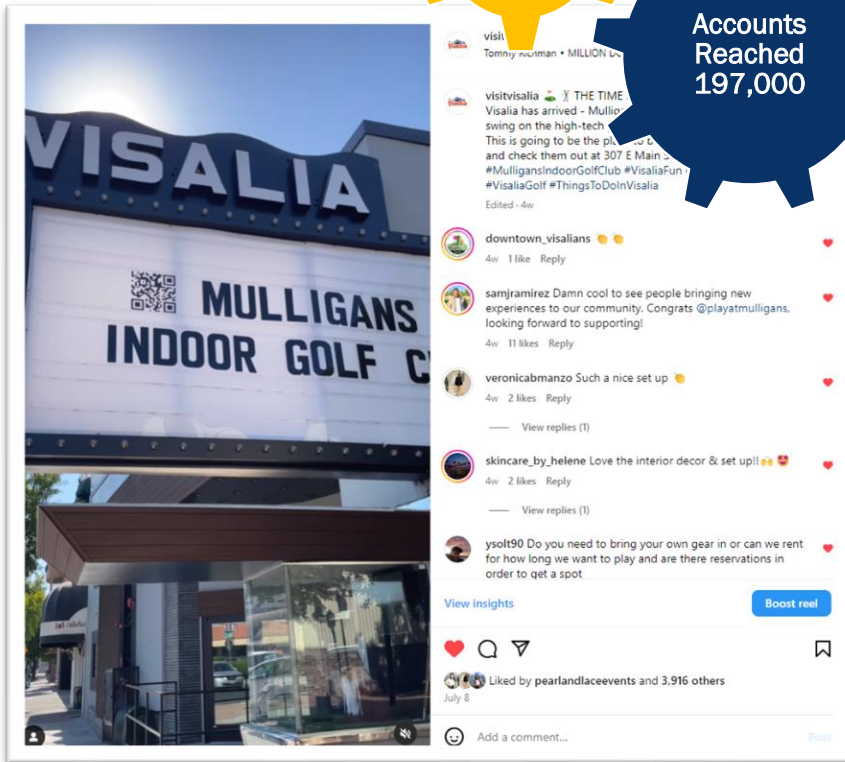 Accounts
Reached
197,000
VISALIA
MULLIGANS
INDOOR GOLF
Tommy Richman • MILLION
visitvisalia THE TIME
Visalia has arrived -
swing on the high-tech
This is going to be the
and check them out at 307 E Main
#MulligansIndoorGolfClub #VisaliaFun
#VisaliaGolf #ThingsToDoInVisalia
Edited • 4w
downtown_visalians 👏 👏
4w 1 like Reply
samjramirez Damn cool to see people bringing new
experiences to our community. Congrats @playatmulligans,
looking forward to supporting!
4w 11 likes Reply
veronicabmanzo Such a nice set up 👏
4w 2 likes Reply
View replies (1)
skincare_by_helene Love the interior decor & set up!! 🙌 😍
4w 2 likes Reply
View replies (1)
ysolt90 Do you need to bring your own gear in or can we rent
for how long we want to play and are there reservations in
order to get a spot
View insights
Boost reel
Liked by pearlandlaceevents and 3,916 others
July 8
Add a comment...
Post